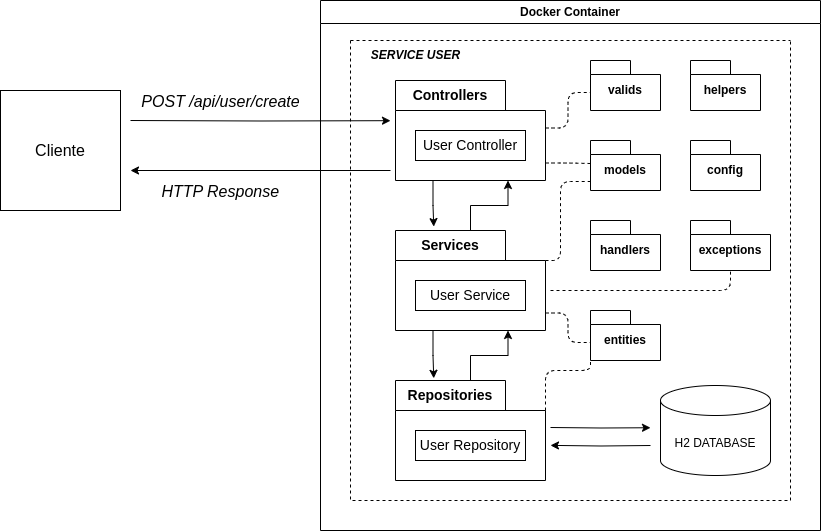 Docker Container
SERVICE USER
Cliente
POST /api/user/create
HTTP Response
Controllers
User Controller
Services
User Service
Repositories
User Repository
valids
helpers
models
config
handlers
exceptions
entities
H2 DATABASE